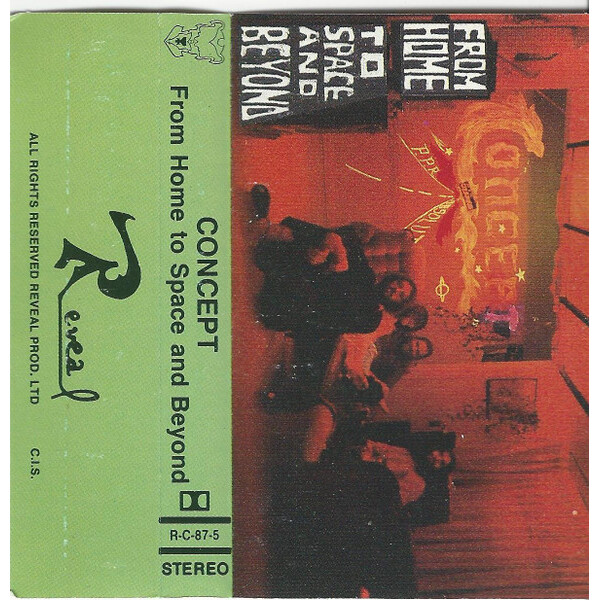 FROM
HOME
TO
SPACE
AND
BEYOND
CONCEPT
CONCEPT
From Home to Space and Beyond
R-C-87-5
STEREO
Reveal
ALL RIGHTS RESERVED REVEAL PROD. LTD
C.I.S.